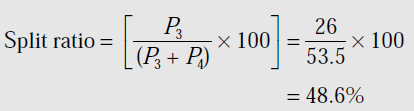 Split ratio = [P₃ / (P₃ + P₄) × 100] = 26 / 53.5 × 100
= 48.6%